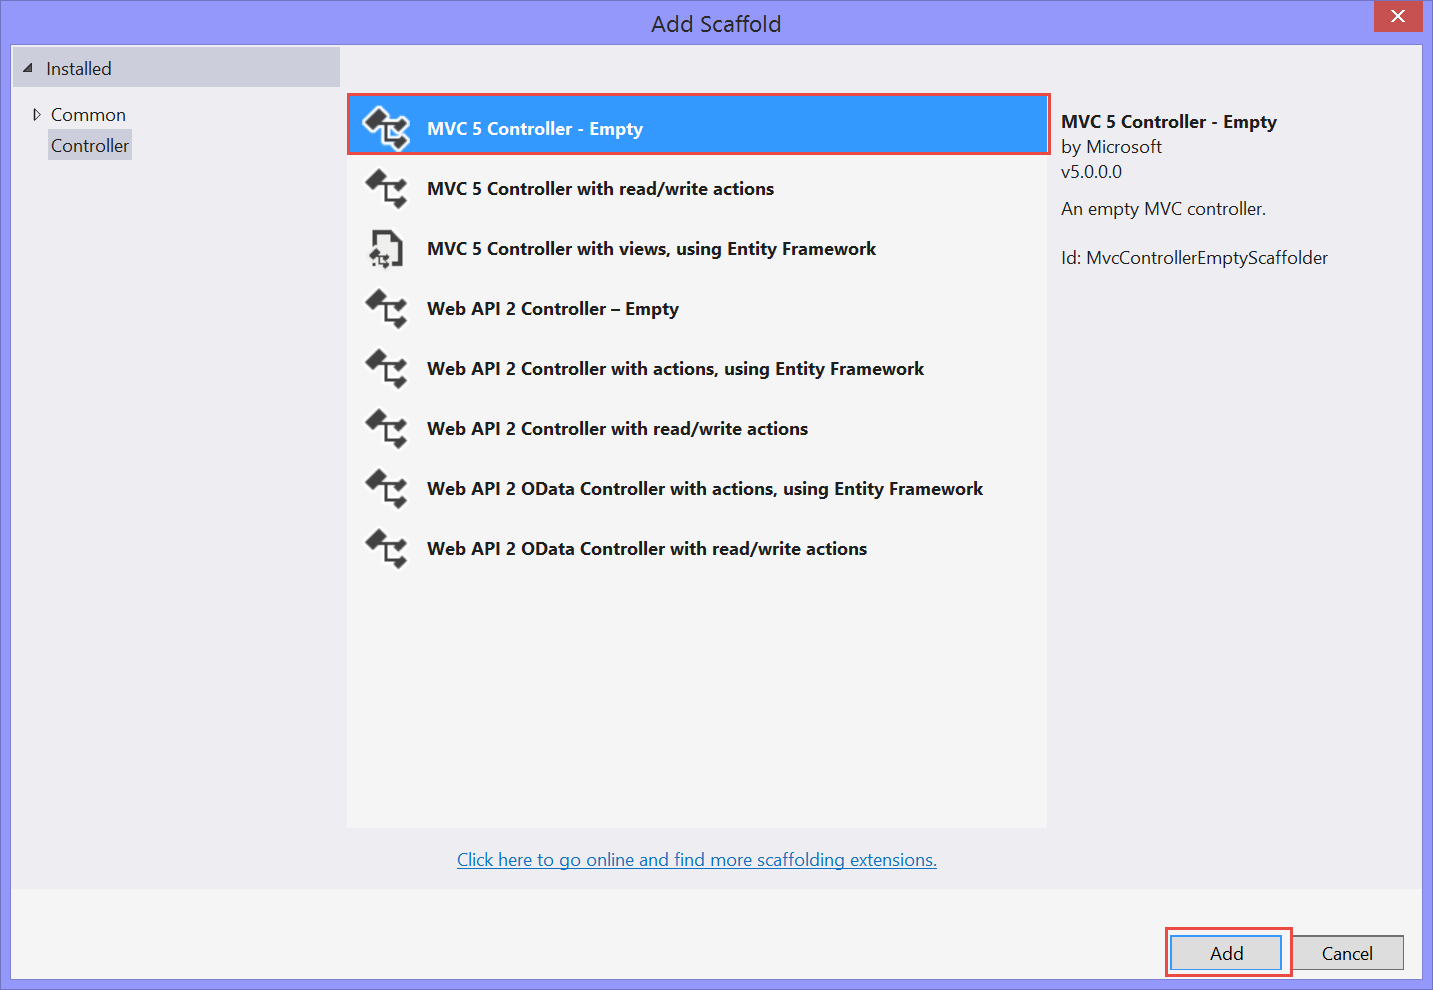 Add Scaffold
Installed
Common
Controller
MVC 5 Controller - Empty
MVC 5 Controller with read/write actions
MVC 5 Controller with views, using Entity Framework
Web API 2 Controller – Empty
Web API 2 Controller with actions, using Entity Framework
Web API 2 Controller with read/write actions
Web API 2 OData Controller with actions, using Entity Framework
Web API 2 OData Controller with read/write actions
MVC 5 Controller - Empty
by Microsoft
v5.0.0.0
An empty MVC controller.
Id: MvcControllerEmptyScaffolder
Click here to go online and find more scaffolding extensions.
Add
Cancel